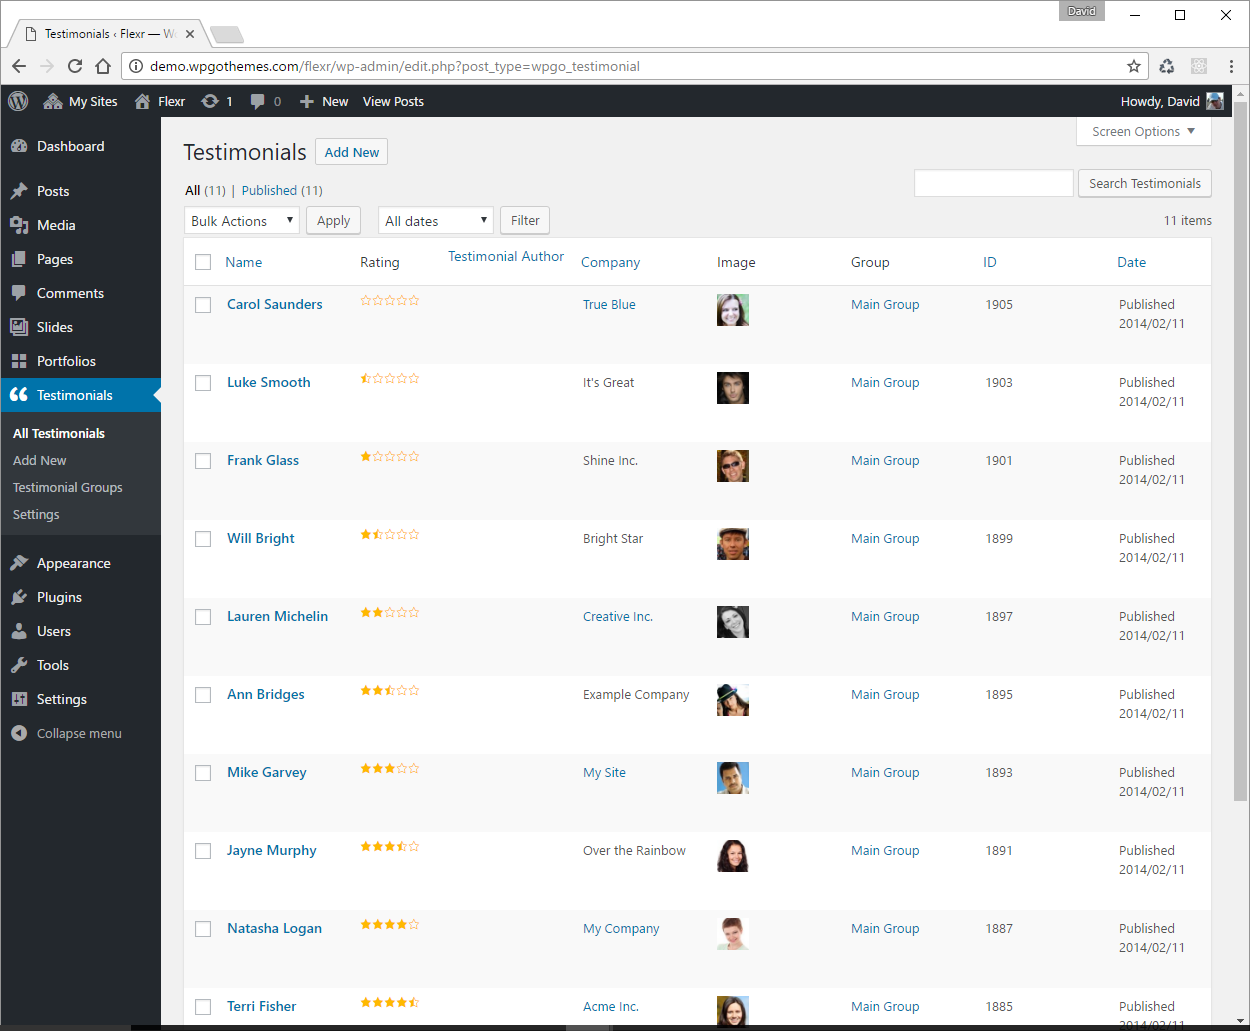 David
Testimonials ‹ Flexr — Wo
demo.wpgothemes.com/flexr/wp-admin/edit.php?post_type=wpgo_testimonial
My Sites Flexr 1 0 New View Posts Howdy, David
Screen Options
Dashboard
Posts
Media
Pages
Comments
Slides
Portfolios
Testimonials
All Testimonials
Add New
Testimonial Groups
Settings
Appearance
Plugins
Users
Tools
Settings
Collapse menu
Testimonials Add New
All (11) | Published (11)
Search Testimonials
Bulk Actions Apply All dates Filter 11 items
Name Rating Testimonial Author Company Image Group ID Date
Carol Saunders True Blue Main Group 1905 Published
2014/02/11
Luke Smooth It's Great Main Group 1903 Published
2014/02/11
Frank Glass Shine Inc. Main Group 1901 Published
2014/02/11
Will Bright Bright Star Main Group 1899 Published
2014/02/11
Lauren Michelin Creative Inc. Main Group 1897 Published
2014/02/11
Ann Bridges Example Company Main Group 1895 Published
2014/02/11
Mike Garvey My Site Main Group 1893 Published
2014/02/11
Jayne Murphy Over the Rainbow Main Group 1891 Published
2014/02/11
Natasha Logan My Company Main Group 1887 Published
2014/02/11
Terri Fisher Acme Inc. Main Group 1885 Published
2014/02/11